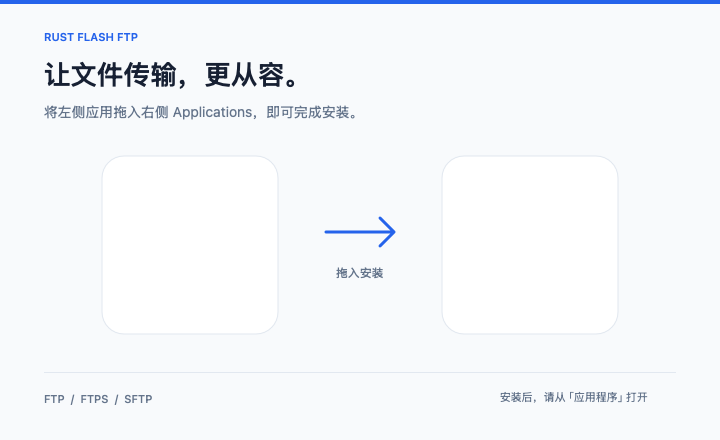 RUST FLASH FTP
让文件传输，更从容。
将左侧应用拖入右侧 Applications，即可完成安装。
拖入安装
FTP / FTPS / SFTP
安装后，请从「应用程序」打开